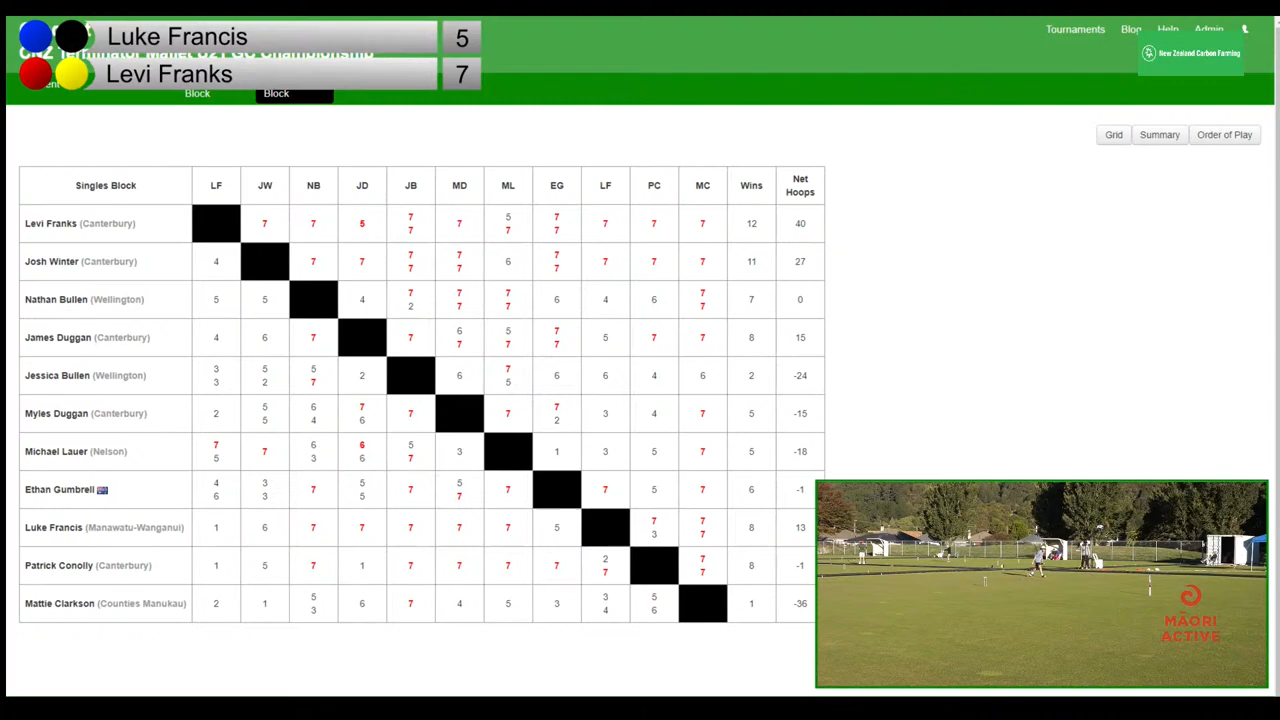 Luke Francis 5
CNZ Terminator Mallet U21 GC Championship
Levi Franks 7
Tournaments Blog Help Admin
New Zealand Carbon Farming
Block Block
Grid Summary Order of Play
Singles Block LF JW NB JD JB MD ML EG LF PC MC Wins Net Hoops
Levi Franks (Canterbury) 7 7 5 7 7 7 5 7 7 7 7 7 7 12 40
Josh Winter (Canterbury) 4 7 7 7 7 7 7 6 7 7 7 7 7 11 27
Nathan Bullen (Wellington) 5 5 4 7 2 7 7 7 7 6 4 6 7 7 7 0
James Duggan (Canterbury) 4 6 7 7 6 7 5 7 7 7 5 7 7 8 15
Jessica Bullen (Wellington) 3 3 5 2 5 7 2 6 7 5 6 6 4 6 2 -24
Myles Duggan (Canterbury) 2 5 5 6 4 7 6 7 7 7 2 3 4 7 5 -15
Michael Lauer (Nelson) 7 5 7 6 3 6 6 5 7 3 1 3 5 7 5 -18
Ethan Gumbrell 4 6 3 3 7 5 5 7 5 7 7 7 5 7 6 -1
Luke Francis (Manawatu-Wanganui) 1 6 7 7 7 7 7 5 7 3 7 7 8 13
Patrick Conolly (Canterbury) 1 5 7 1 7 7 7 7 2 7 7 7 8 -1
Mattie Clarkson (Counties Manukau) 2 1 5 3 6 7 4 5 3 3 4 5 6 1 -36
MĀORI
ACTIVE